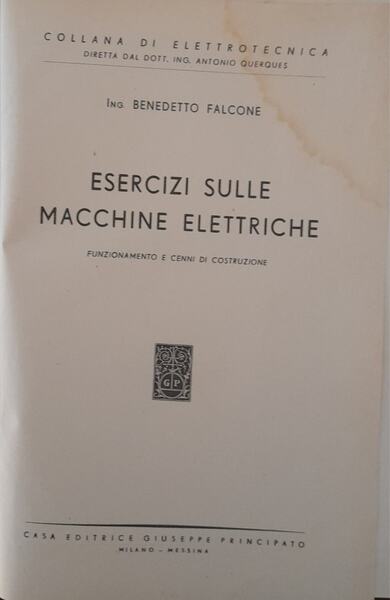 COLLANA DI ELETTROTECNICA
DIRETTA DAL DOTT. ING. ANTONIO QUERQUES
ING. BENEDETTO FALCONE
ESERCIZI SULLE
MACCHINE ELETTRICHE
FUNZIONAMENTO E CENNI DI COSTRUZIONE
G P
CASA EDITRICE GIUSEPPE PRINCIPATO
MILANO - MESSINA